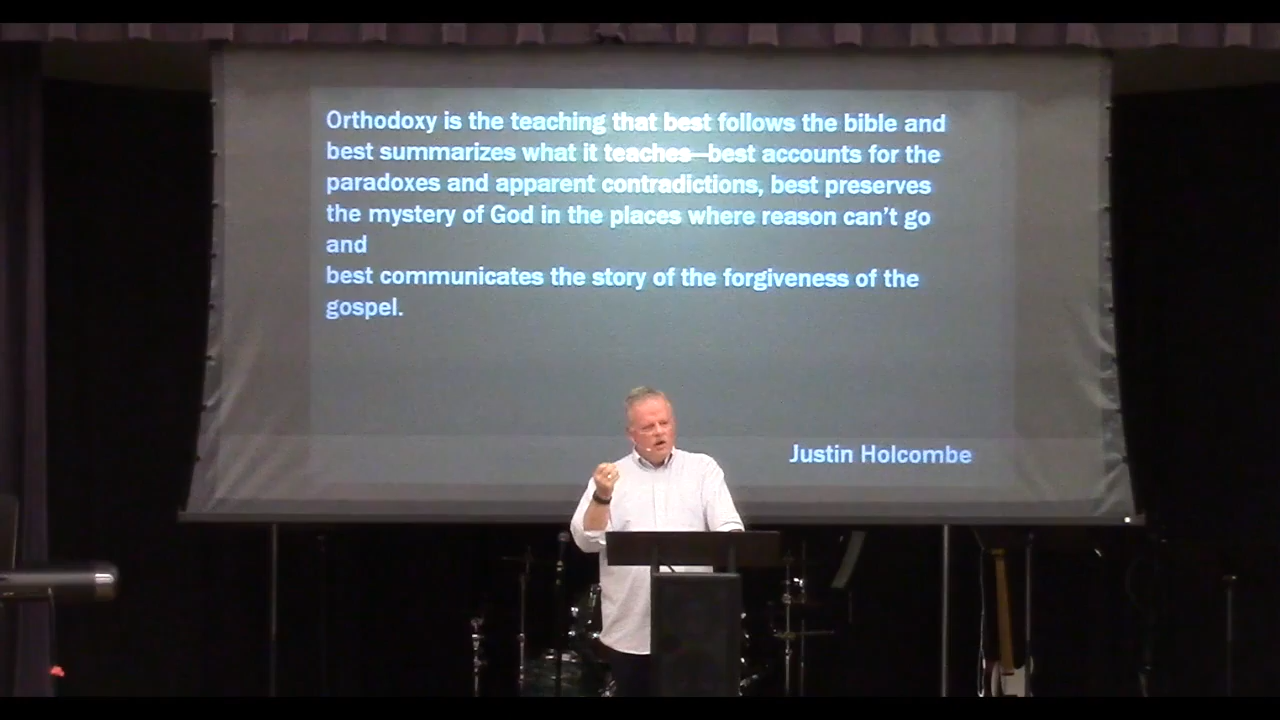 Orthodoxy is the teaching that best follows the bible and
best summarizes what it teaches—best accounts for the
paradoxes and apparent contradictions, best preserves
the mystery of God in the places where reason can’t go
and
best communicates the story of the forgiveness of the
gospel.
Justin Holcombe